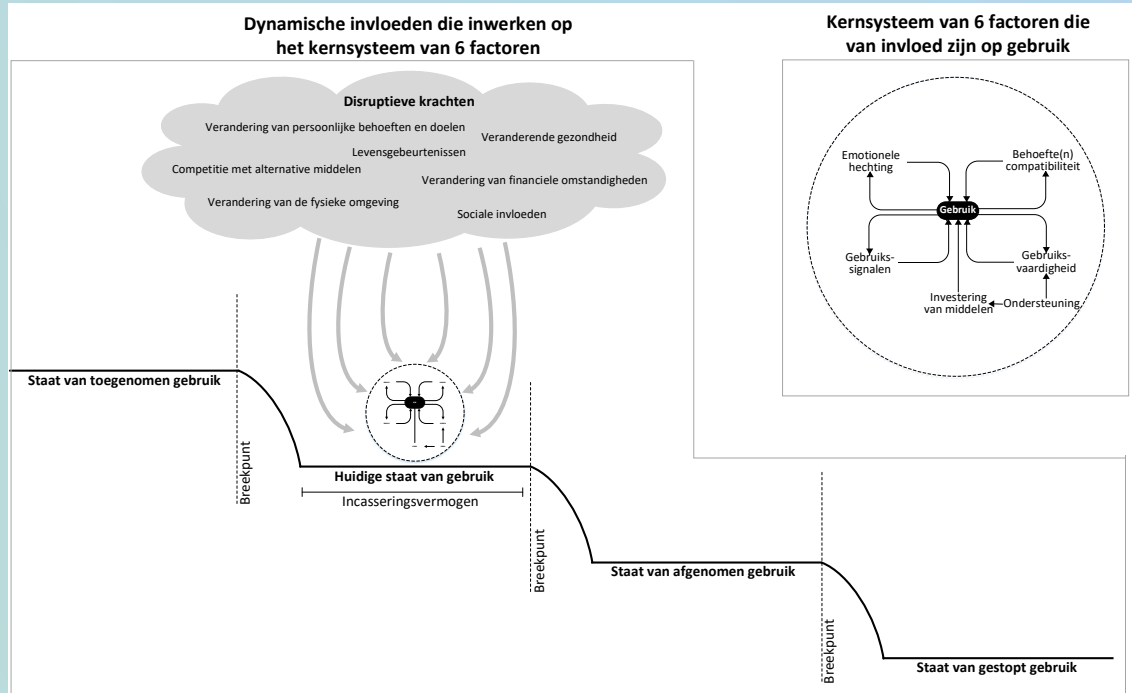 Dynamische invloeden die inwerken op
het kernsysteem van 6 factoren
Kernsysteem van 6 factoren die
van invloed zijn op gebruik
Disruptieve krachten
Verandering van persoonlijke behoeften en doelen
Veranderende gezondheid
Levensgebeurtenissen
Competitie met alternative middelen
Verandering van financiele omstandigheden
Verandering van de fysieke omgeving
Sociale invloeden
Emotionele
hechting
Behoefte(n)
compatibiliteit
Gebruik
Gebruiks-
signalen
Gebruiks-
vaardigheid
Investering
van middelen
Ondersteuning
Staat van toegenomen gebruik
Breekpunt
Huidige staat van gebruik
Incasseringsvermogen
Breekpunt
Staat van afgenomen gebruik
Breekpunt
Staat van gestopt gebruik